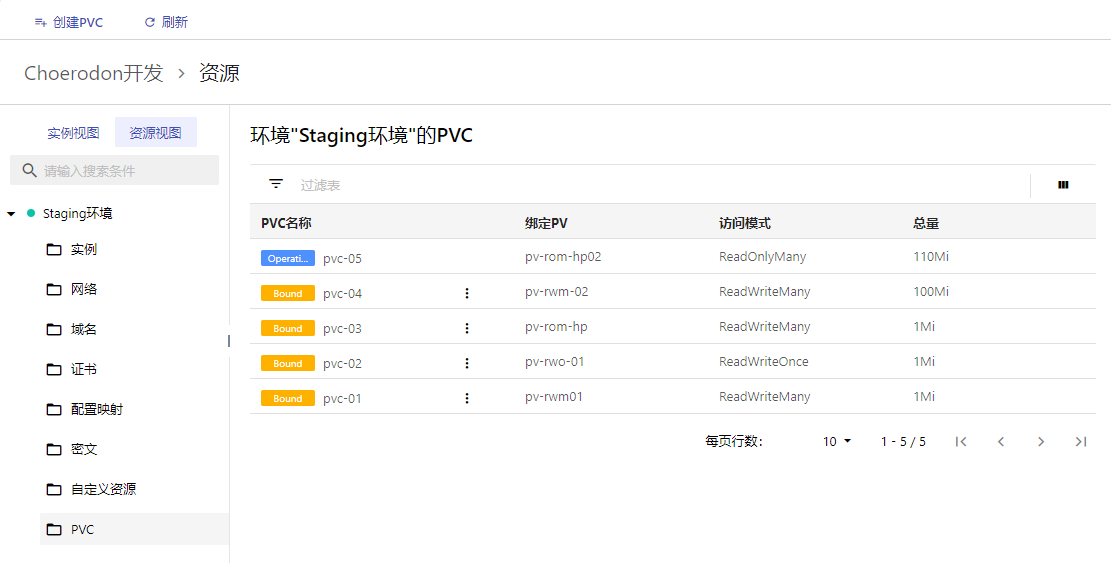 创建PVC 刷新
Choerodon开发 > 资源
实例视图 资源视图
请输入搜索条件
Staging环境
实例
网络
域名
证书
配置映射
密文
自定义资源
PVC
环境"Staging环境"的PVC
过滤表
PVC名称 绑定PV 访问模式 总量
Operati... pvc-05 pv-rom-hp02 ReadOnlyMany 110Mi
Bound pvc-04 pv-rwm-02 ReadWriteMany 100Mi
Bound pvc-03 pv-rom-hp ReadWriteMany 1Mi
Bound pvc-02 pv-rwo-01 ReadWriteOnce 1Mi
Bound pvc-01 pv-rwm01 ReadWriteMany 1Mi
每页行数: 10 1 - 5 / 5